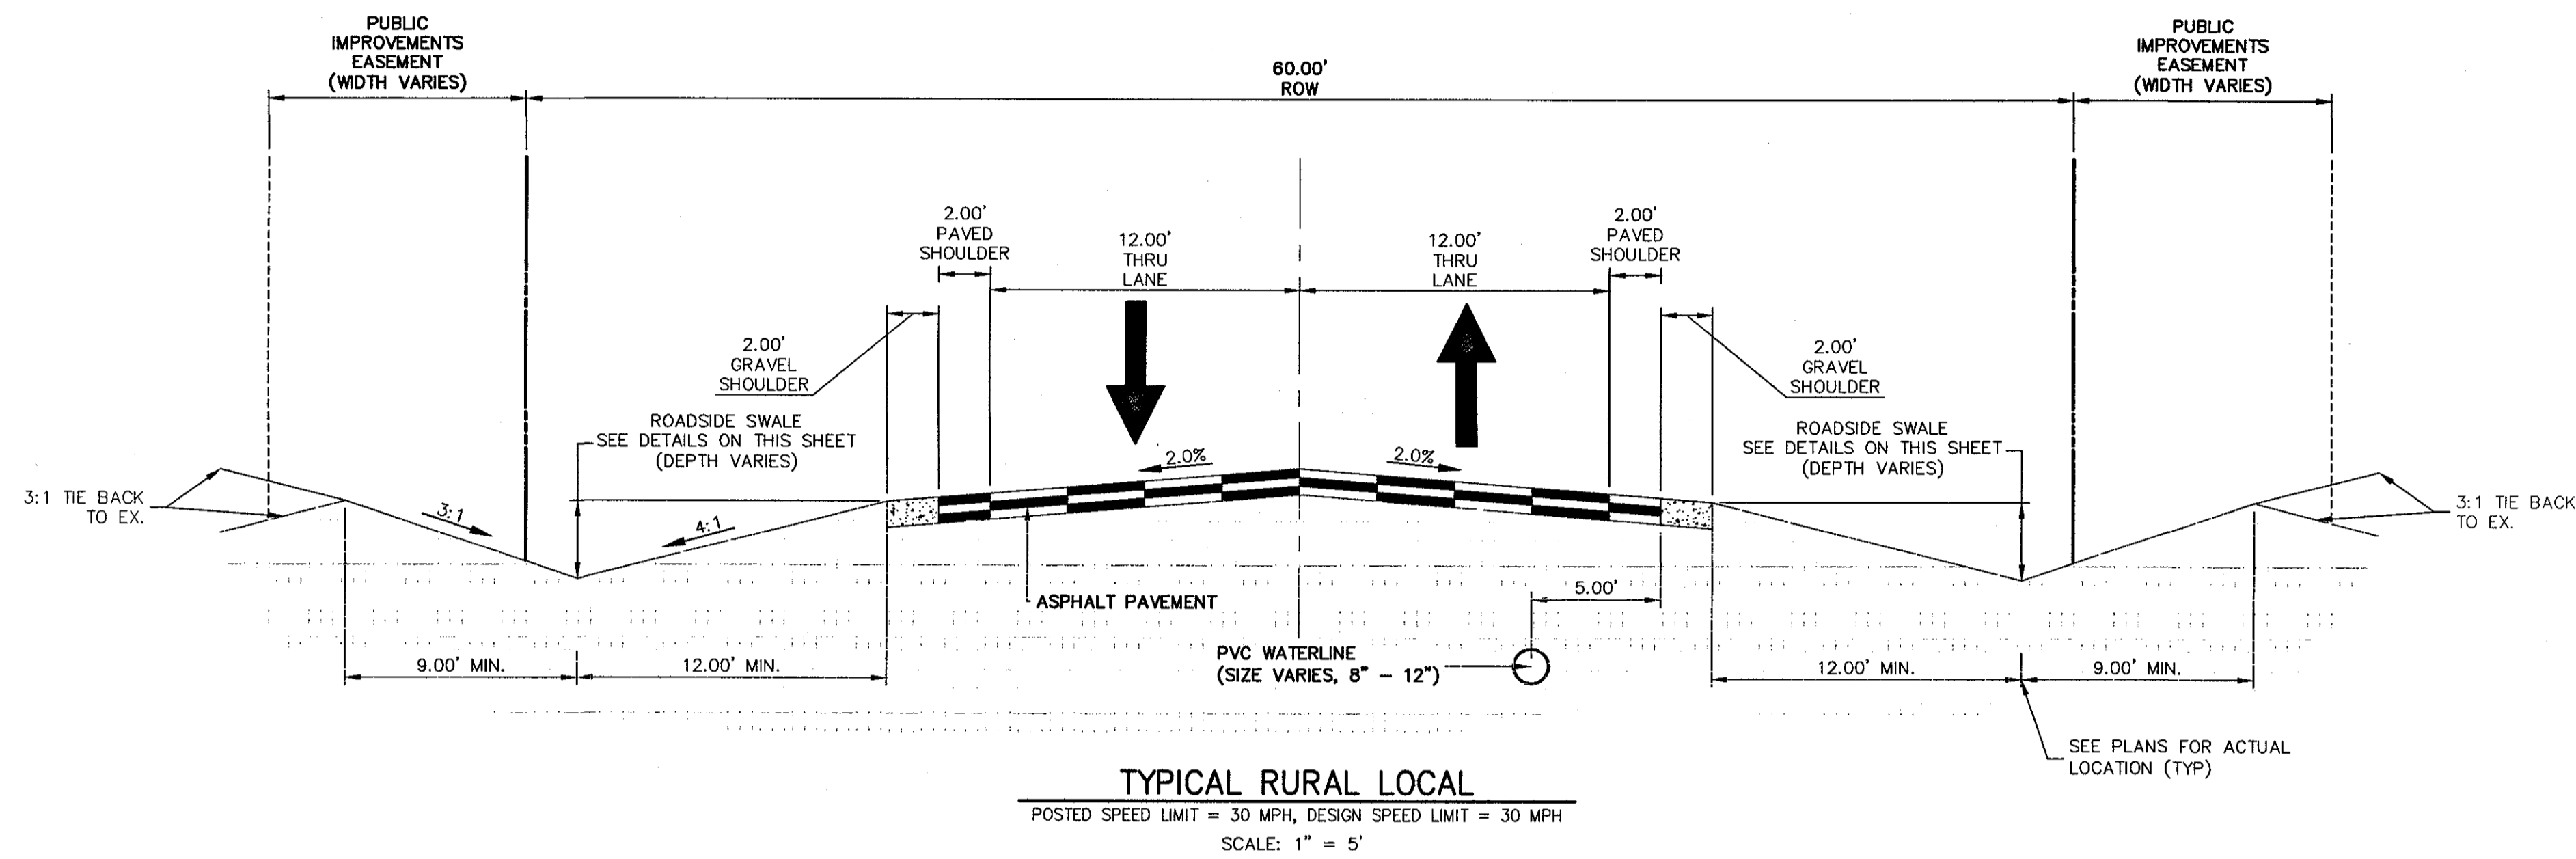 PUBLIC
IMPROVEMENTS
EASEMENT
(WIDTH VARIES)
60.00'
ROW
PUBLIC
IMPROVEMENTS
EASEMENT
(WIDTH VARIES)
2.00'
PAVED
SHOULDER
12.00'
THRU
LANE
12.00'
THRU
LANE
2.00'
PAVED
SHOULDER
2.00'
GRAVEL
SHOULDER
2.00'
GRAVEL
SHOULDER
ROADSIDE SWALE
SEE DETAILS ON THIS SHEET
(DEPTH VARIES)
ROADSIDE SWALE
SEE DETAILS ON THIS SHEET
(DEPTH VARIES)
2.0%
2.0%
3:1 TIE BACK
TO EX.
3:1
4:1
3:1 TIE BACK
TO EX.
ASPHALT PAVEMENT
5.00'
PVC WATERLINE
(SIZE VARIES, 8" - 12")
9.00' MIN.
12.00' MIN.
12.00' MIN.
9.00' MIN.
SEE PLANS FOR ACTUAL
LOCATION (TYP)
TYPICAL RURAL LOCAL
POSTED SPEED LIMIT = 30 MPH, DESIGN SPEED LIMIT = 30 MPH
SCALE: 1" = 5'